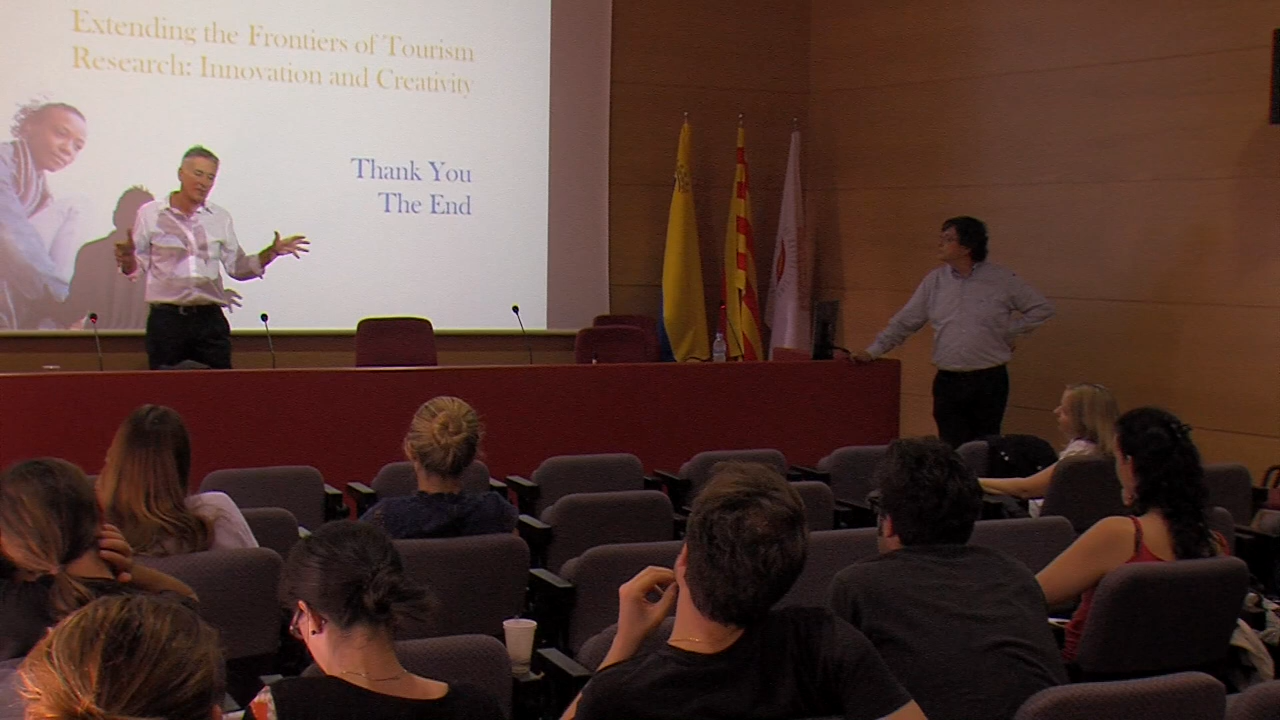 Extending the Frontiers of Tourism
Research: Innovation and Creativity
Thank You
The End